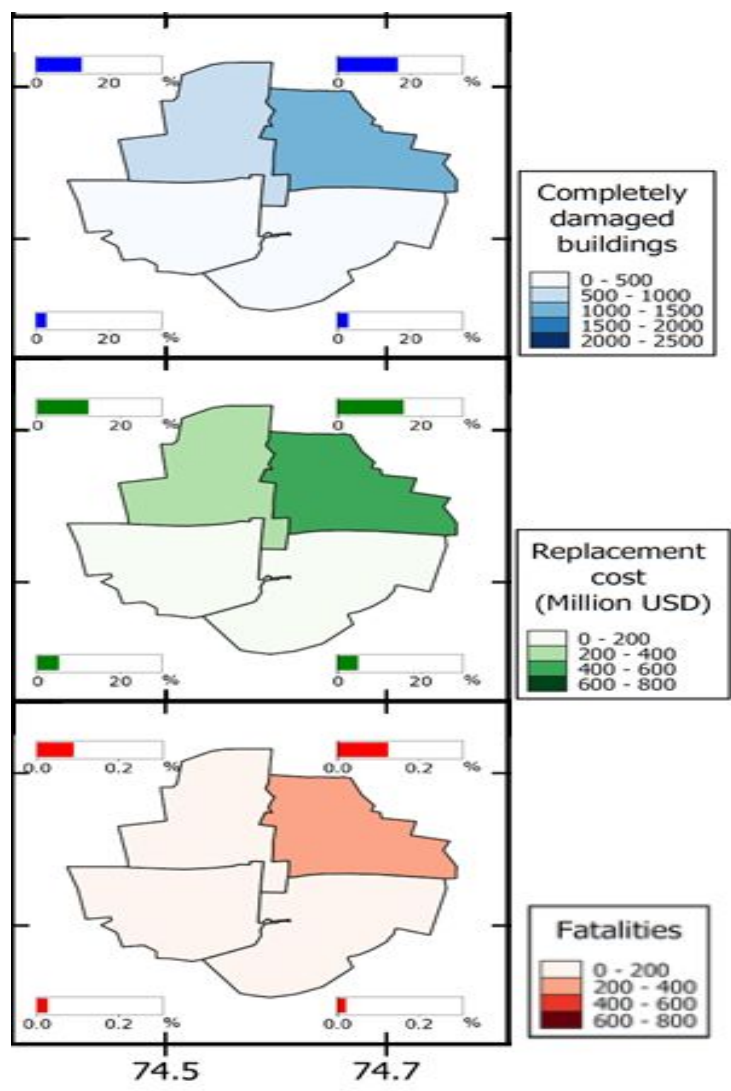 0 20 %
0 20 %
0 20 %
0 20 %
Completely
damaged
buildings
0 - 500
500 - 1000
1000 - 1500
1500 - 2000
2000 - 2500
0 20 %
0 20 %
0 20 %
0 20 %
Replacement
cost
(Million USD)
0 - 200
200 - 400
400 - 600
600 - 800
0.0 0.2 %
0.0 0.2 %
0.0 0.2 %
0.0 0.2 %
Fatalities
0 - 200
200 - 400
400 - 600
600 - 800
74.5 74.7